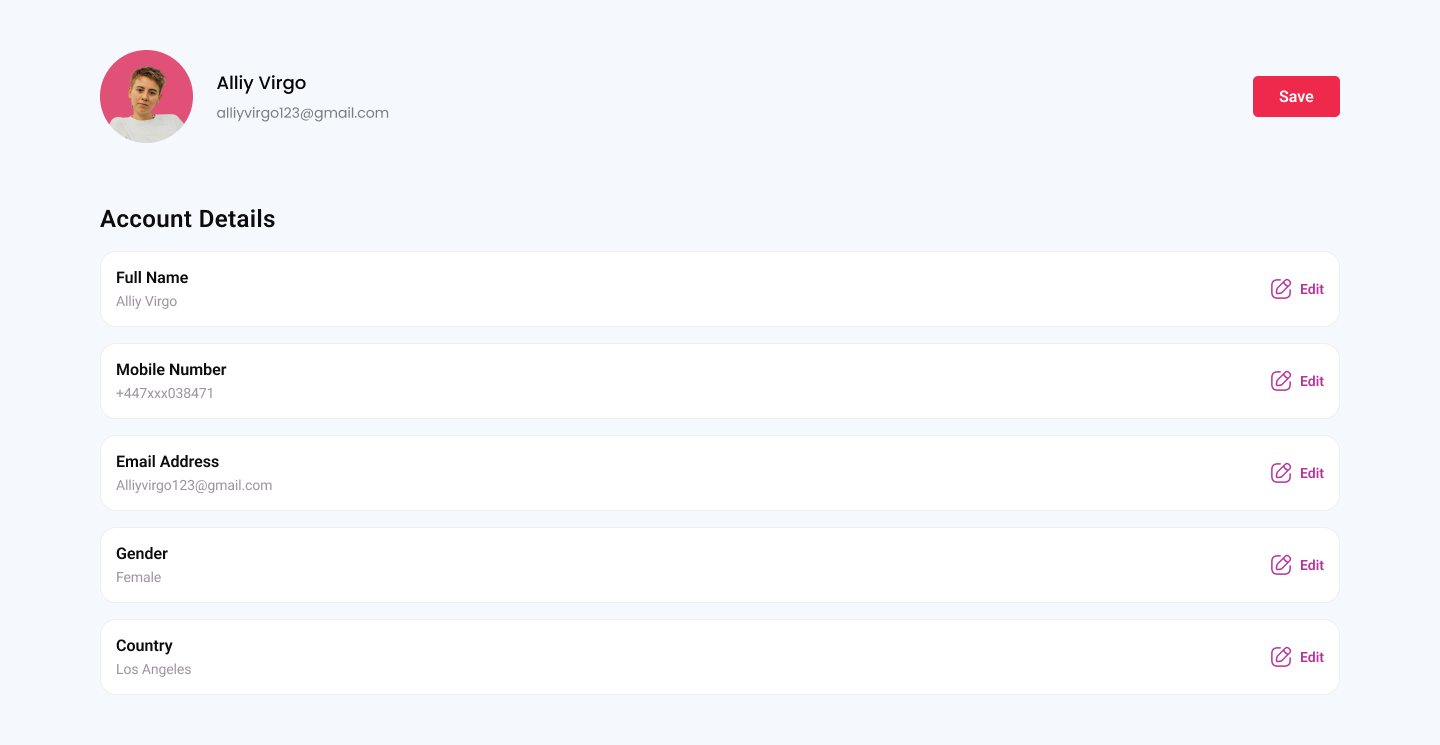 Alliy Virgo
alliyvirgo123@gmail.com
Save
Account Details
Full Name
Alliy Virgo
Edit
Mobile Number
+447xxx038471
Edit
Email Address
Alliyvirgo123@gmail.com
Edit
Gender
Female
Edit
Country
Los Angeles
Edit